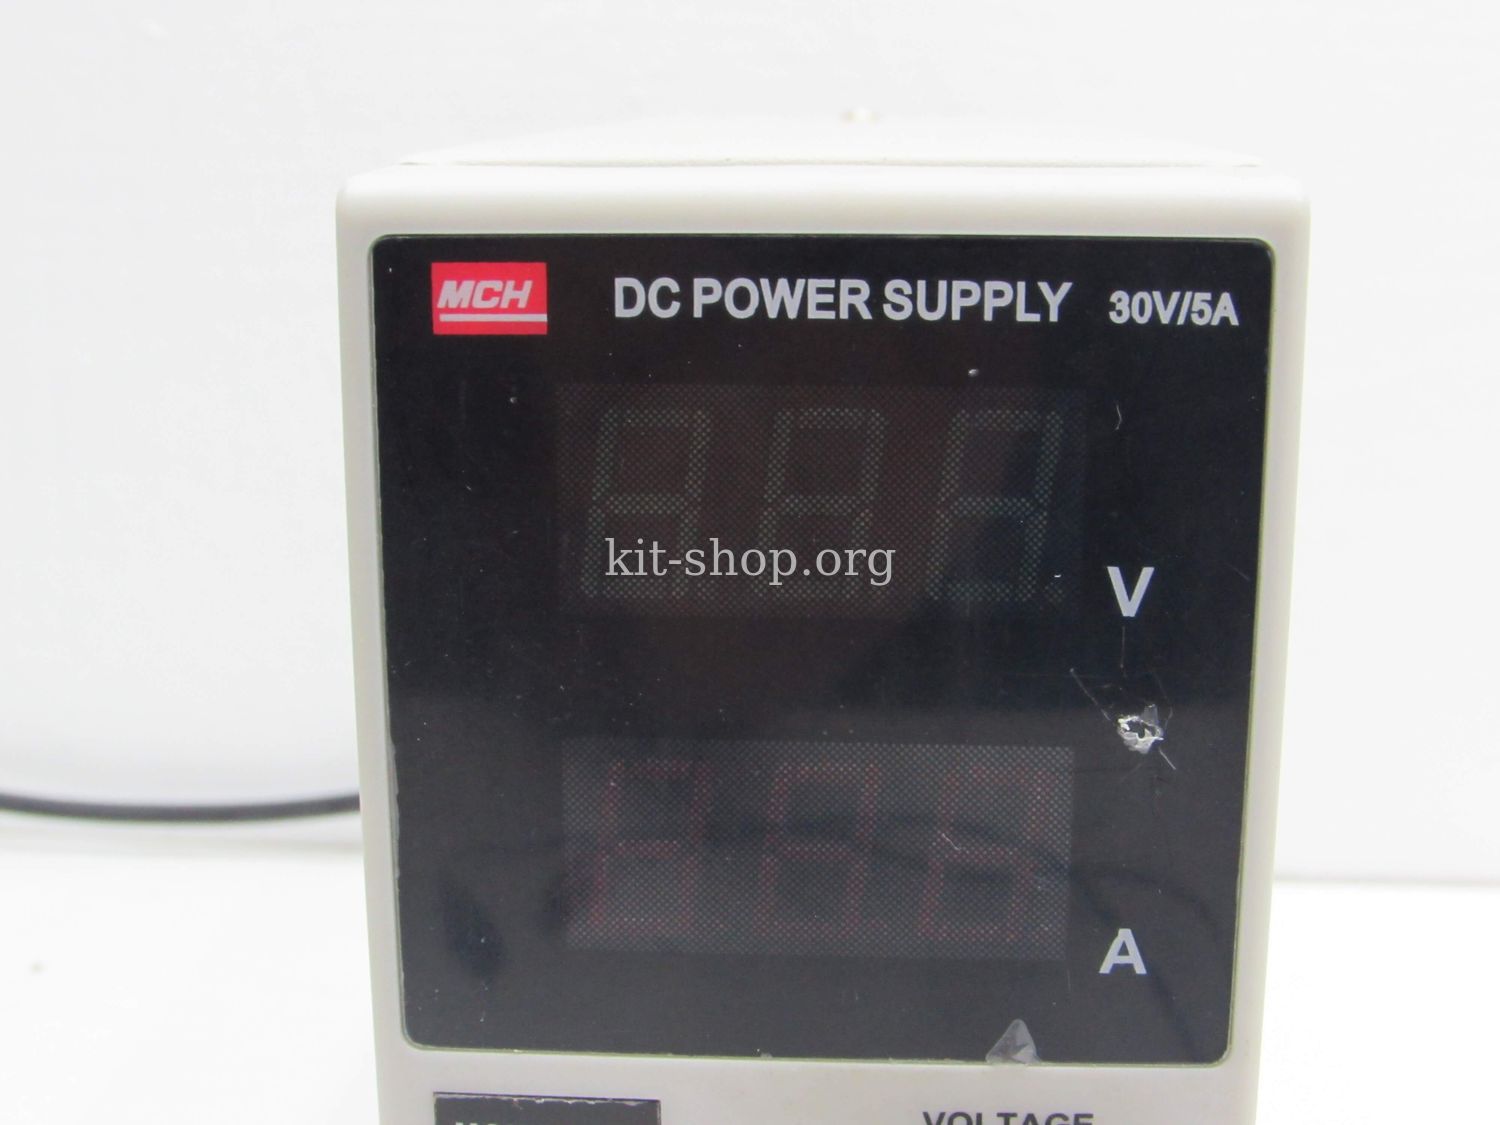 MCH DC POWER SUPPLY 30V/5A
kit-shop.org
V
A
VOLTAGE